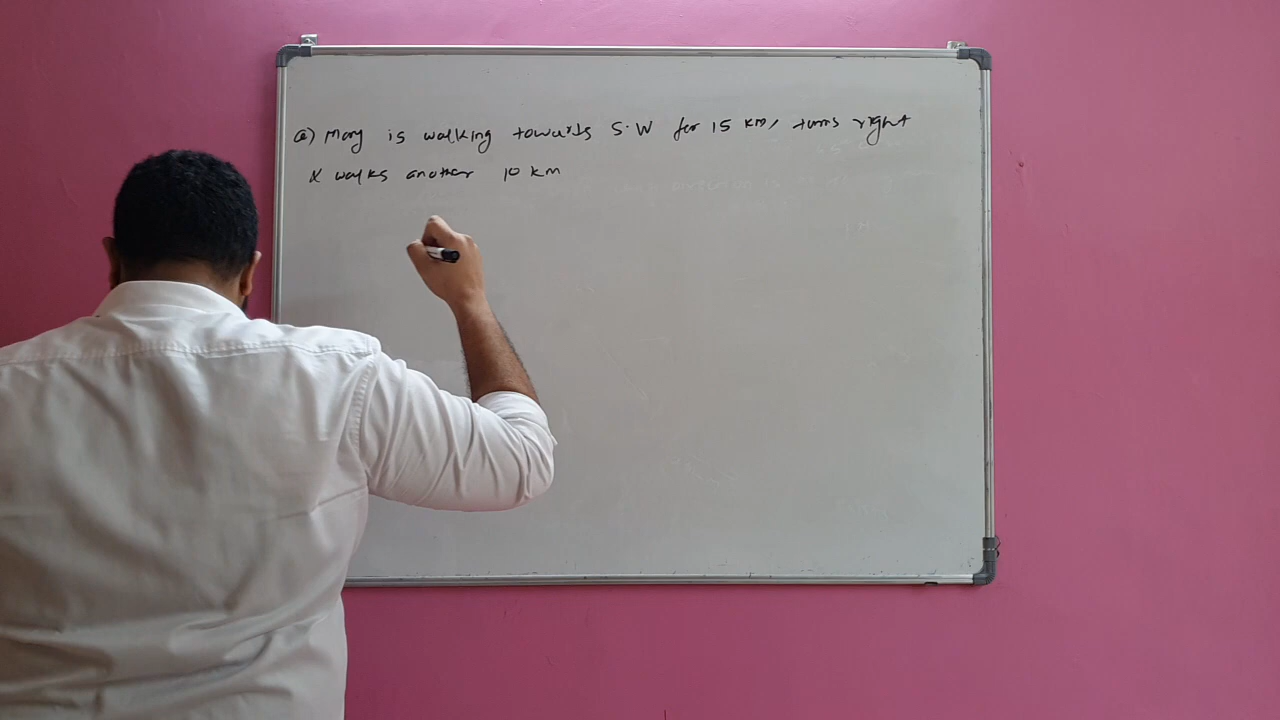 a) Mary is walking towards S.W for 15 km, turns right
& walks another 10 km